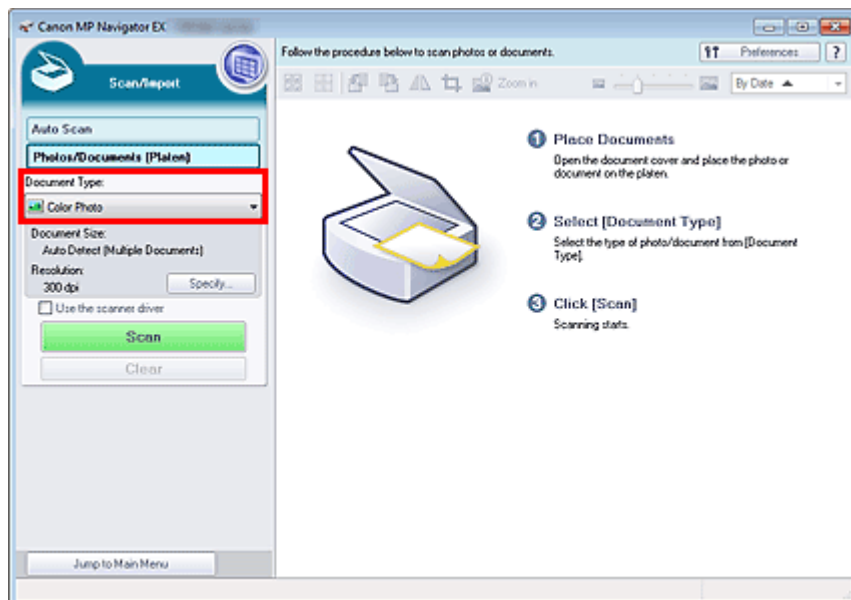 Canon MP Navigator EX
Scan/Import
Auto Scan
Photos/Documents (Platen)
Document Type:
Color Photo
Document Size:
Auto Detect (Multiple Documents)
Resolution:
300 dpi
Specify...
Use the scanner driver
Scan
Clear
Jump to Main Menu
Follow the procedure below to scan photos or documents.
Preferences
?
Zoom in
By Date
1 Place Documents
Open the document cover and place the photo or
document on the platen.
2 Select [Document Type]
Select the type of photo/document from [Document
Type].
3 Click [Scan]
Scanning starts.